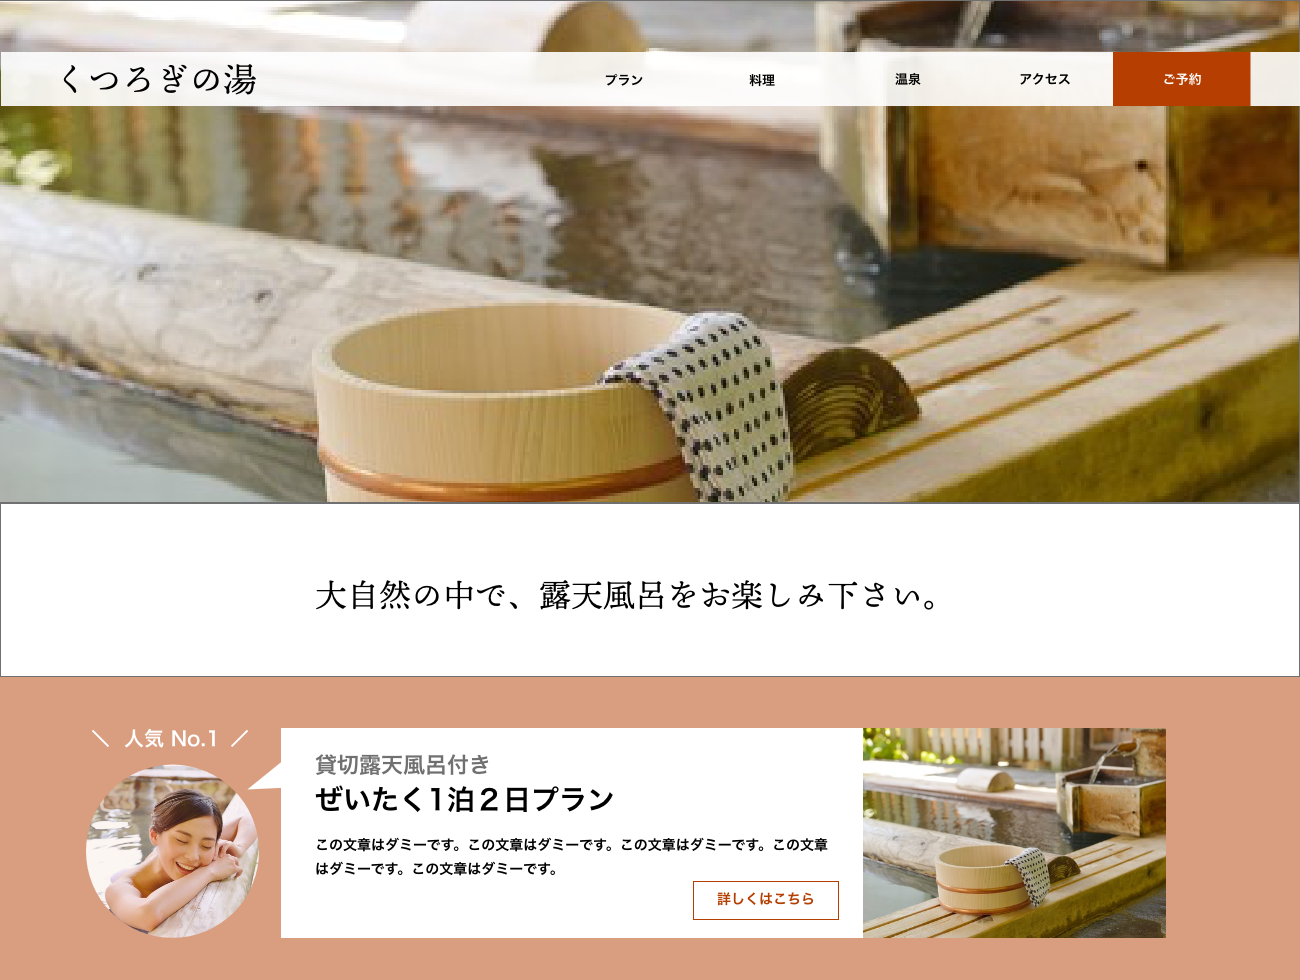 くつろぎの湯
プラン
料理
温泉
アクセス
ご予約
大自然の中で、露天風呂をお楽しみ下さい。
＼ 人気 No.1 ／
貸切露天風呂付き
ぜいたく1泊２日プラン
この文章はダミーです。この文章はダミーです。この文章はダミーです。この文章
はダミーです。この文章はダミーです。
詳しくはこちら